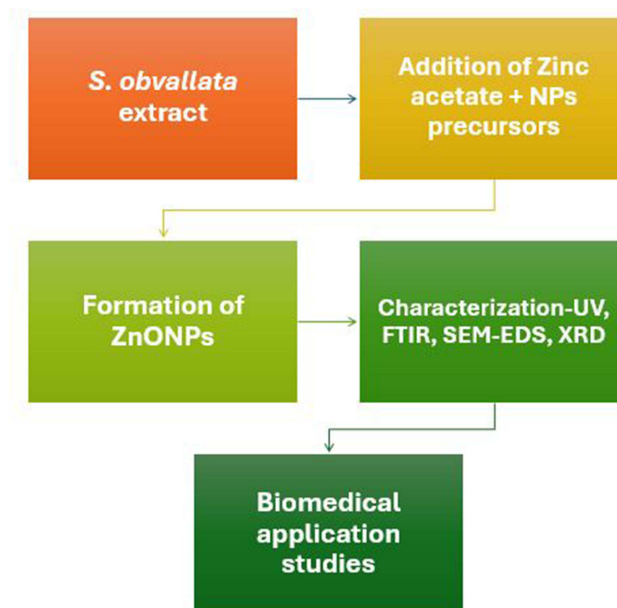 S. obvallata
extract
Addition of Zinc
acetate + NPs
precursors
Formation of
ZnONPs
Characterization-UV,
FTIR, SEM-EDS, XRD
Biomedical
application
studies